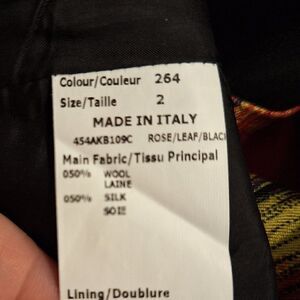 Colour/Couleur 264
Size/Taille 2
MADE IN ITALY
454AKB109C ROSE/LEAF/BLAC
Main Fabric/Tissu Principal
050% WOOL
LAINE
050% SILK
SOIE
Lining/Doublure